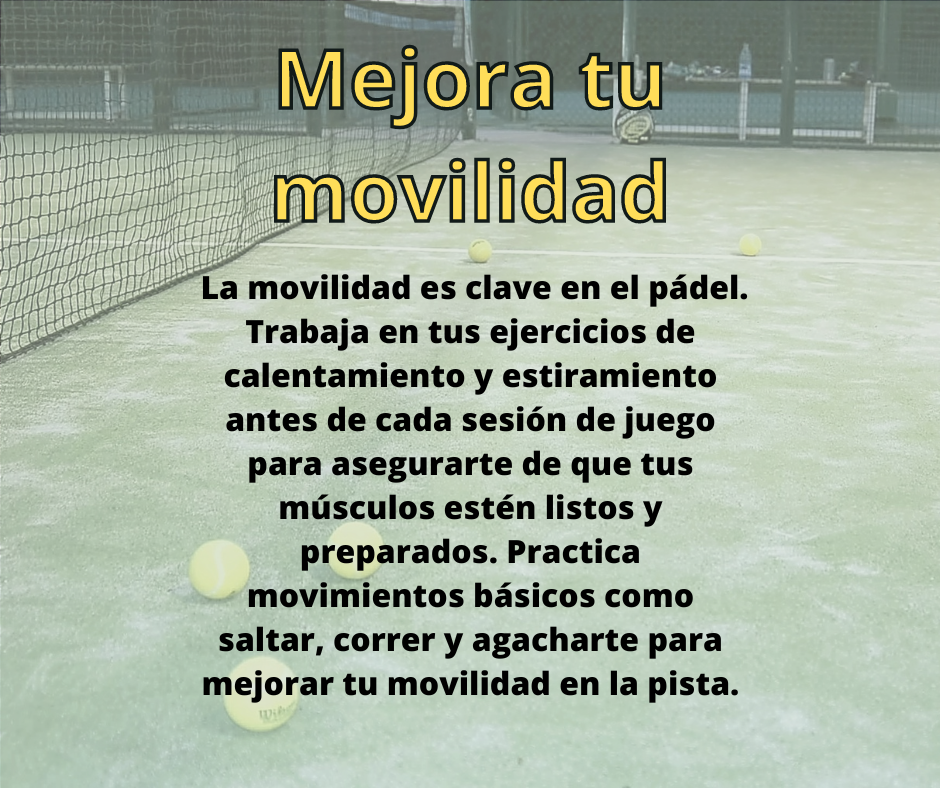 Mejora tu
movilidad
La movilidad es clave en el pádel.
Trabaja en tus ejercicios de
calentamiento y estiramiento
antes de cada sesión de juego
para asegurarte de que tus
músculos estén listos y
preparados. Practica
movimientos básicos como
saltar, correr y agacharte para
mejorar tu movilidad en la pista.